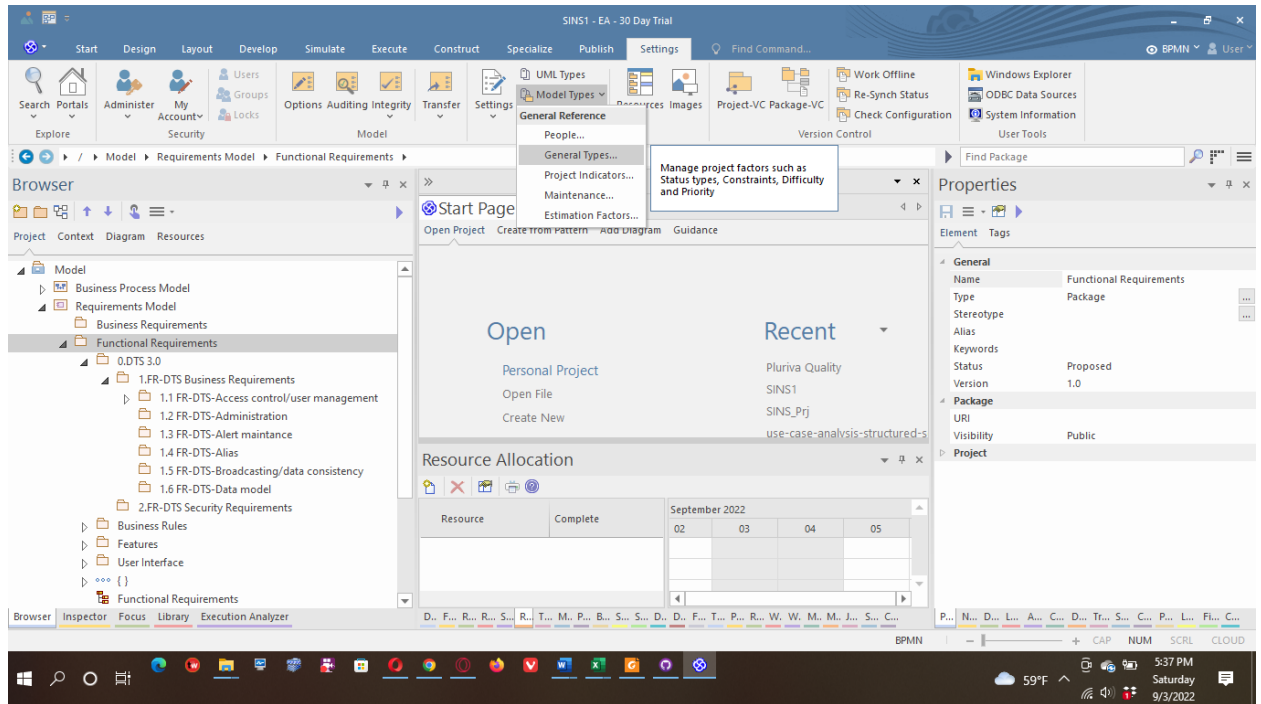 BP
SINS1 - EA - 30 Day Trial
Start Design Layout Develop Simulate Execute Construct Specialize Publish Settings Find Command... BPMN User
Search Portals Administer My Account Users Groups Locks Options Auditing Integrity Transfer Settings UML Types Model Types Images Project-VC Package-VC Work Offline Re-Synch Status Check Configuration Windows Explorer ODBC Data Sources System Information
Explore Security Model Version Control User Tools
General Reference
People...
General Types...
Project Indicators...
Maintenance...
Estimation Factors...
Manage project factors such as
Status types, Constraints, Difficulty
and Priority
/ Model Requirements Model Functional Requirements
Find Package
Browser
Project Context Diagram Resources
Model
Business Process Model
Requirements Model
Business Requirements
Functional Requirements
0.DTS 3.0
1.FR-DTS Business Requirements
1.1 FR-DTS-Access control/user management
1.2 FR-DTS-Administration
1.3 FR-DTS-Alert maintance
1.4 FR-DTS-Alias
1.5 FR-DTS-Broadcasting/data consistency
1.6 FR-DTS-Data model
2.FR-DTS Security Requirements
Business Rules
Features
User Interface
{ }
Functional Requirements
Browser Inspector Focus Library Execution Analyzer
Start Page
Open Project Create from Pattern Add Diagram Guidance
Open
Personal Project
Open File
Create New
Recent
Pluriva Quality
SINS1
SINS_Prj
use-case-analysis-structured-s
Resource Allocation
Resource Complete
September 2022
02 03 04 05
D.. F... R... R... S... R... T... M.. P... B... S... S... D.. D.. F... T... P... R... W. W.. M.. M.. J... S... C...
Properties
Element Tags
General
Name Functional Requirements
Type Package ...
Stereotype ...
Alias
Keywords
Status Proposed
Version 1.0
Package
URI
Visibility Public
Project
P... N... D... L... A... C... D... Tr... S... C... P... L... Fi... C...
BPMN CAP NUM SCRL CLOUD
59°F
5:37 PM
Saturday
9/3/2022